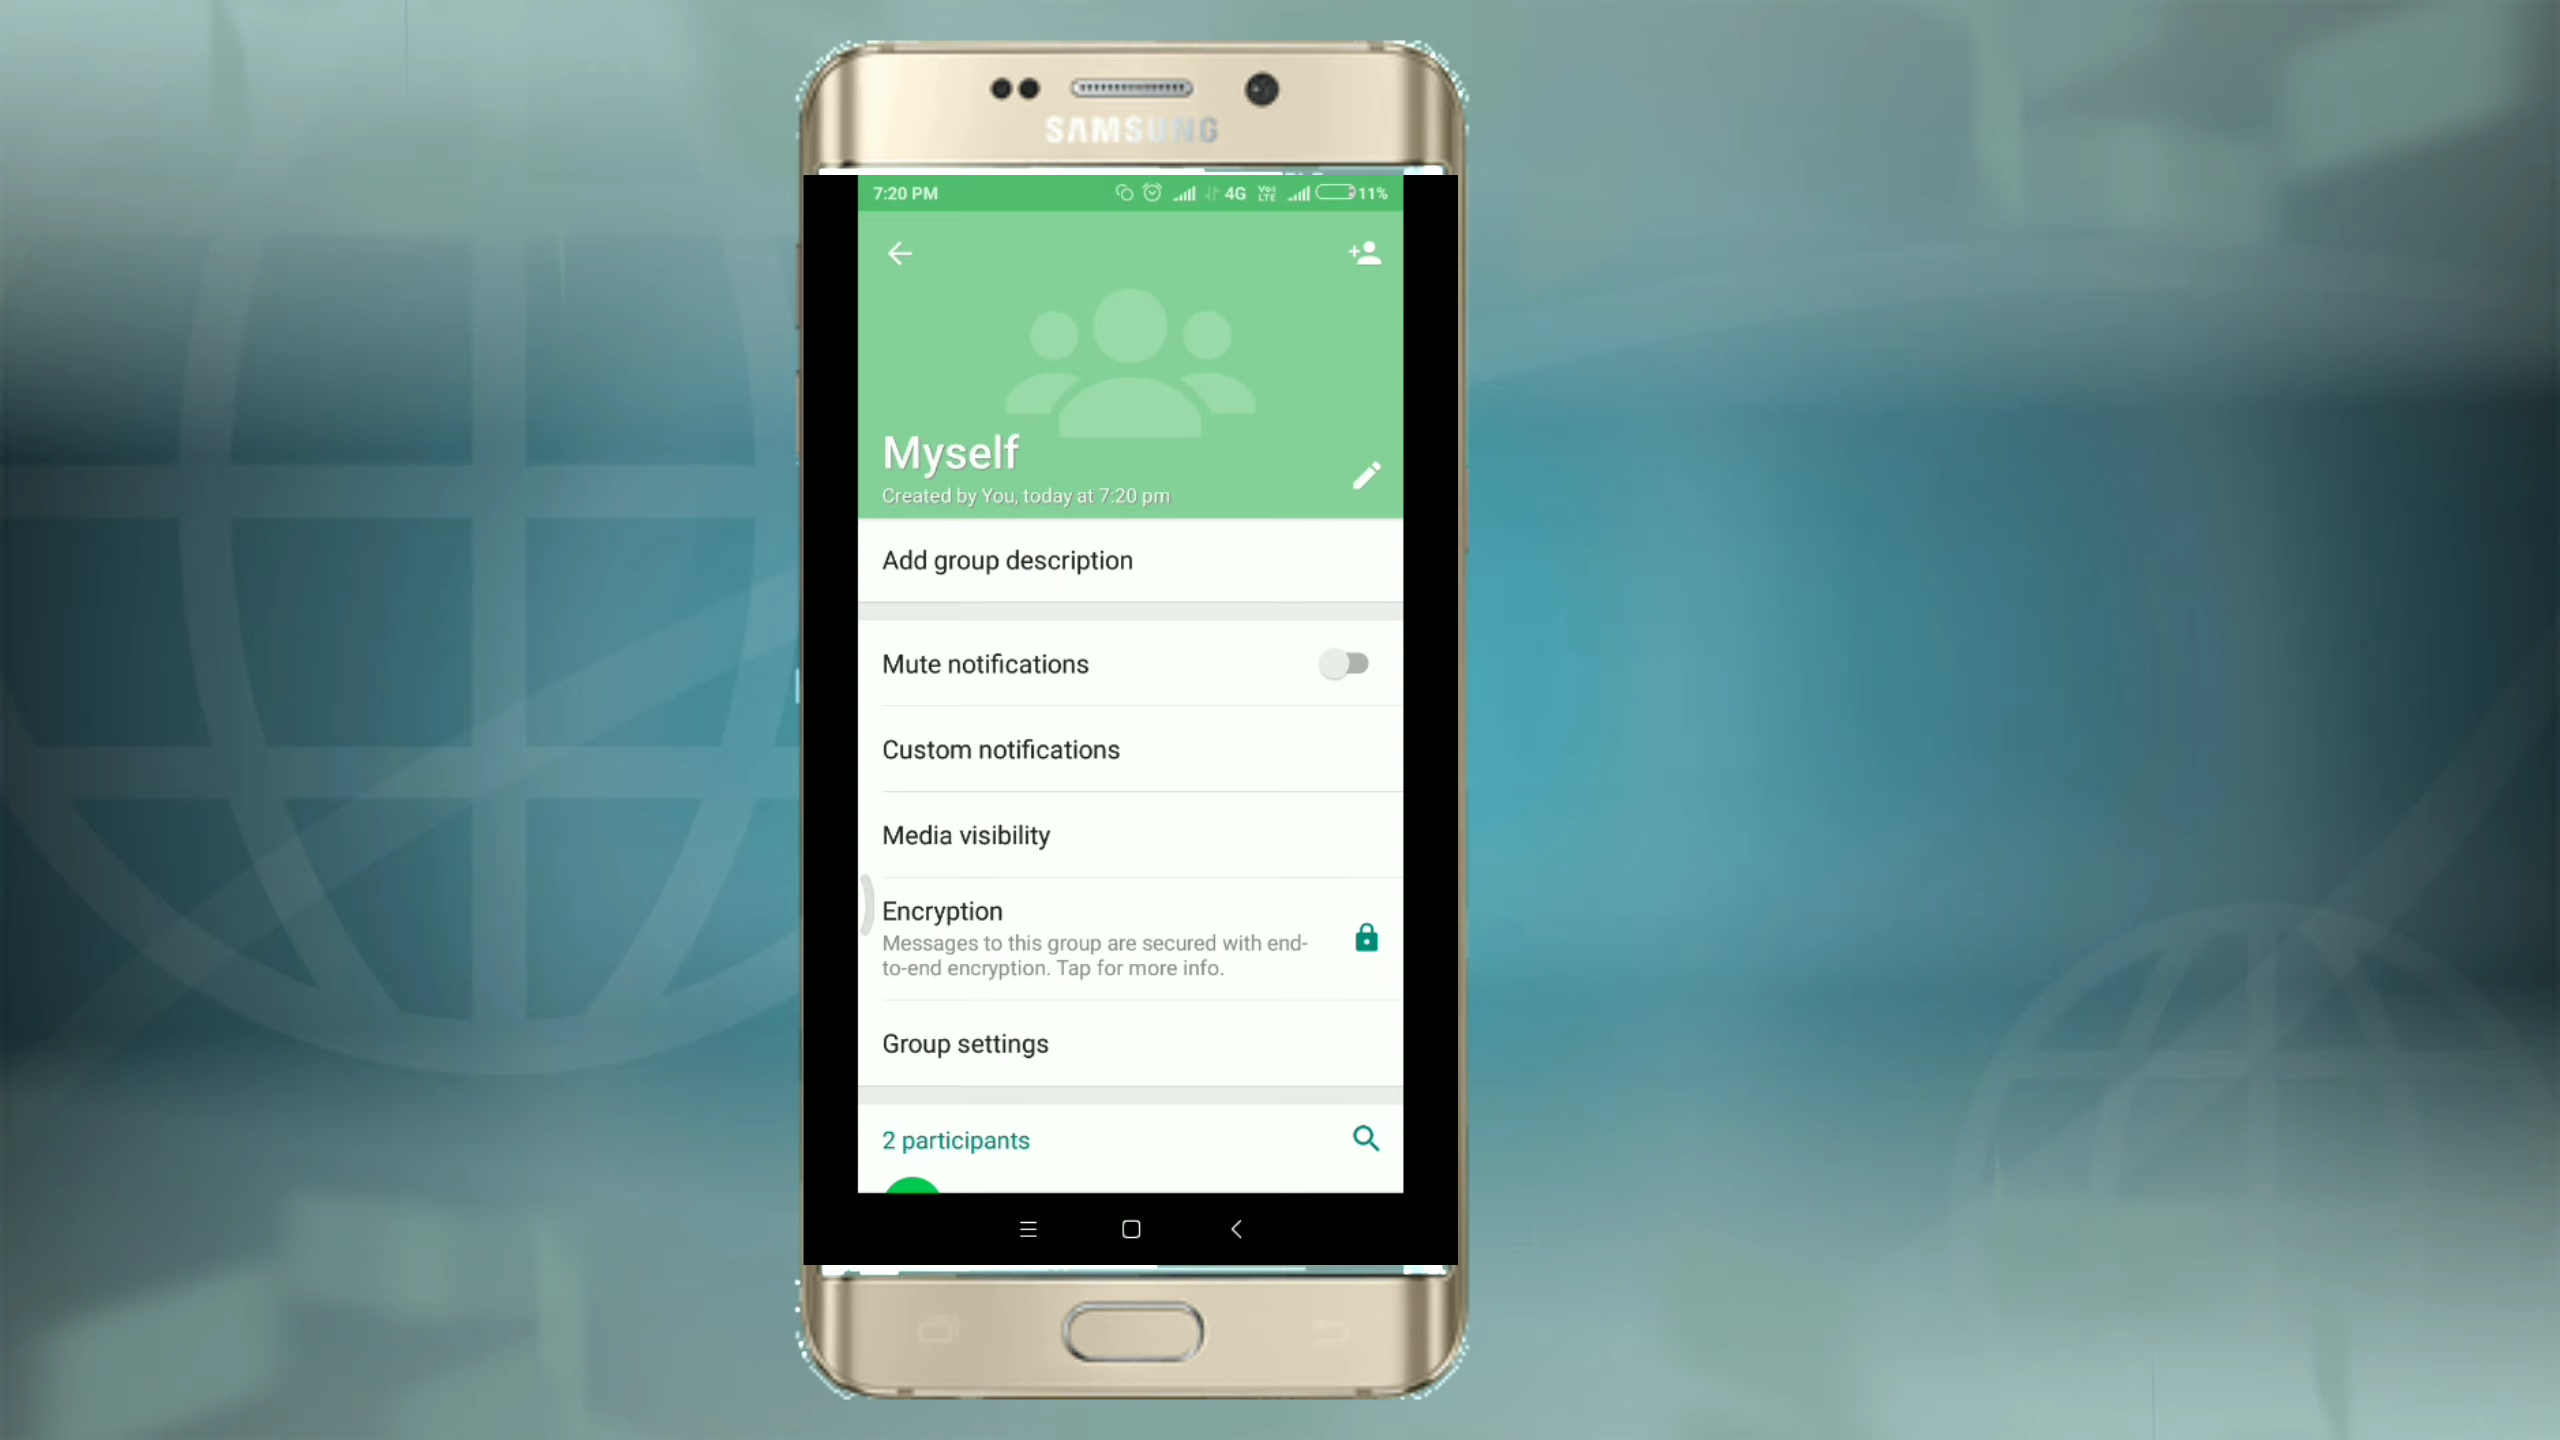 SAMSUNG
7:20 PM 4G VoLTE 11%
Myself
Created by You, today at 7:20 pm
Add group description
Mute notifications
Custom notifications
Media visibility
Encryption
Messages to this group are secured with end-
to-end encryption. Tap for more info.
Group settings
2 participants